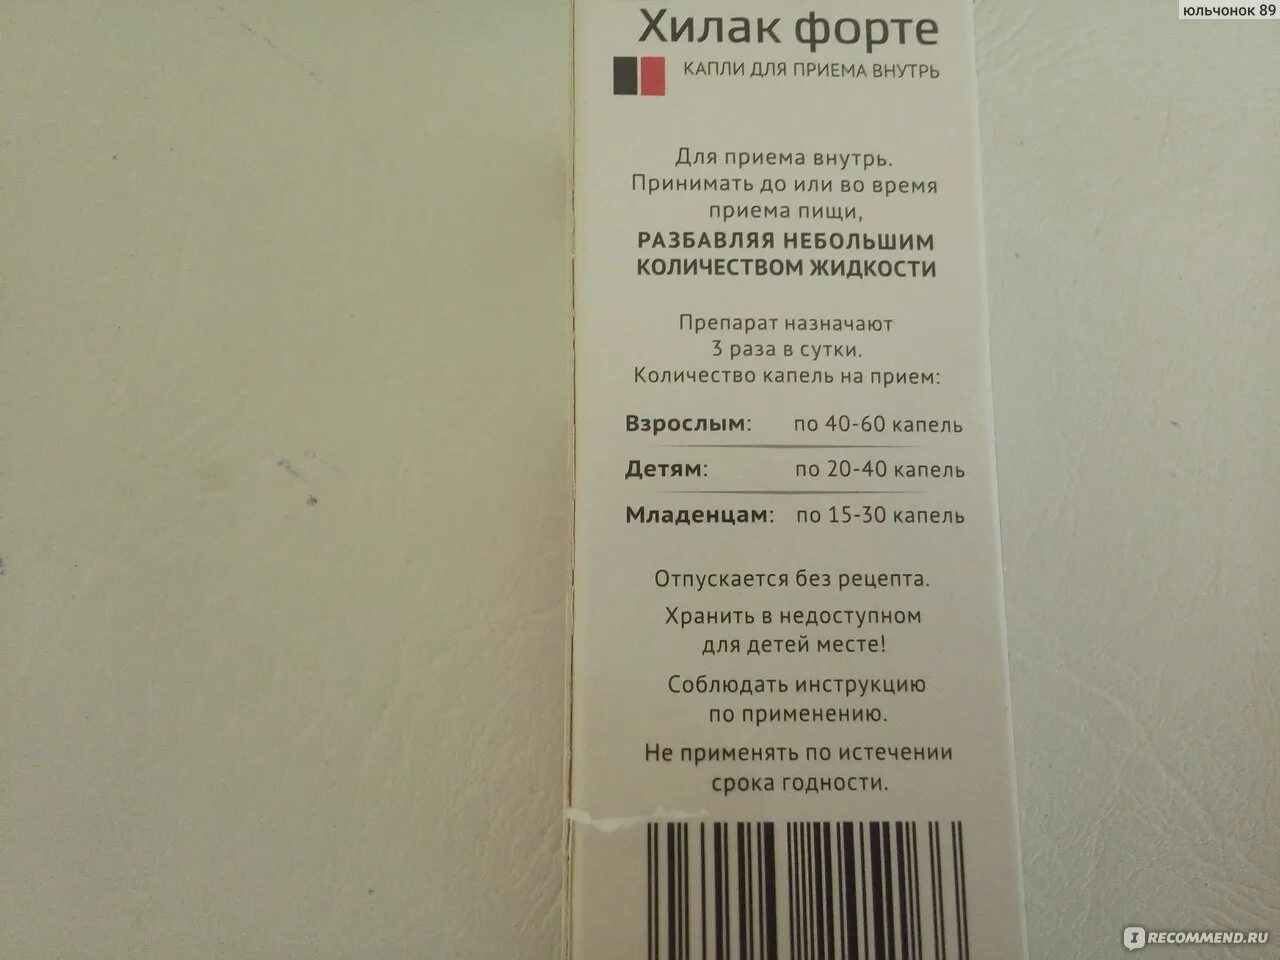 юльчонок 89
Хилак форте
КАПЛИ ДЛЯ ПРИЕМА ВНУТРЬ
Для приема внутрь.
Принимать до или во время
приема пищи,
РАЗБАВЛЯЯ НЕБОЛЬШИМ
КОЛИЧЕСТВОМ ЖИДКОСТИ
Препарат назначают
3 раза в сутки.
Количество капель на прием:
Взрослым: по 40-60 капель
Детям: по 20-40 капель
Младенцам: по 15-30 капель
Отпускается без рецепта.
Хранить в недоступном
для детей месте!
Соблюдать инструкцию
по применению.
Не применять по истечении
срока годности.
IRECOMMEND.RU